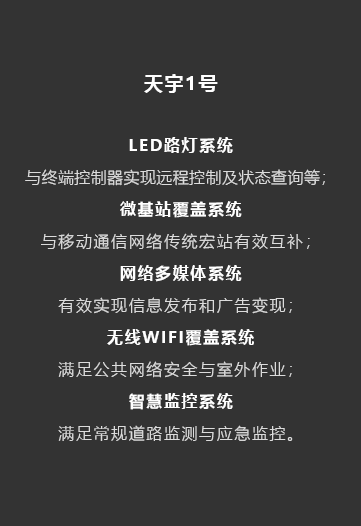 天宇1号
LED路灯系统
与终端控制器实现远程控制及状态查询等；
微基站覆盖系统
与移动通信网络传统宏站有效互补；
网络多媒体系统
有效实现信息发布和广告变现；
无线WIFI覆盖系统
满足公共网络安全与室外作业；
智慧监控系统
满足常规道路监测与应急监控。